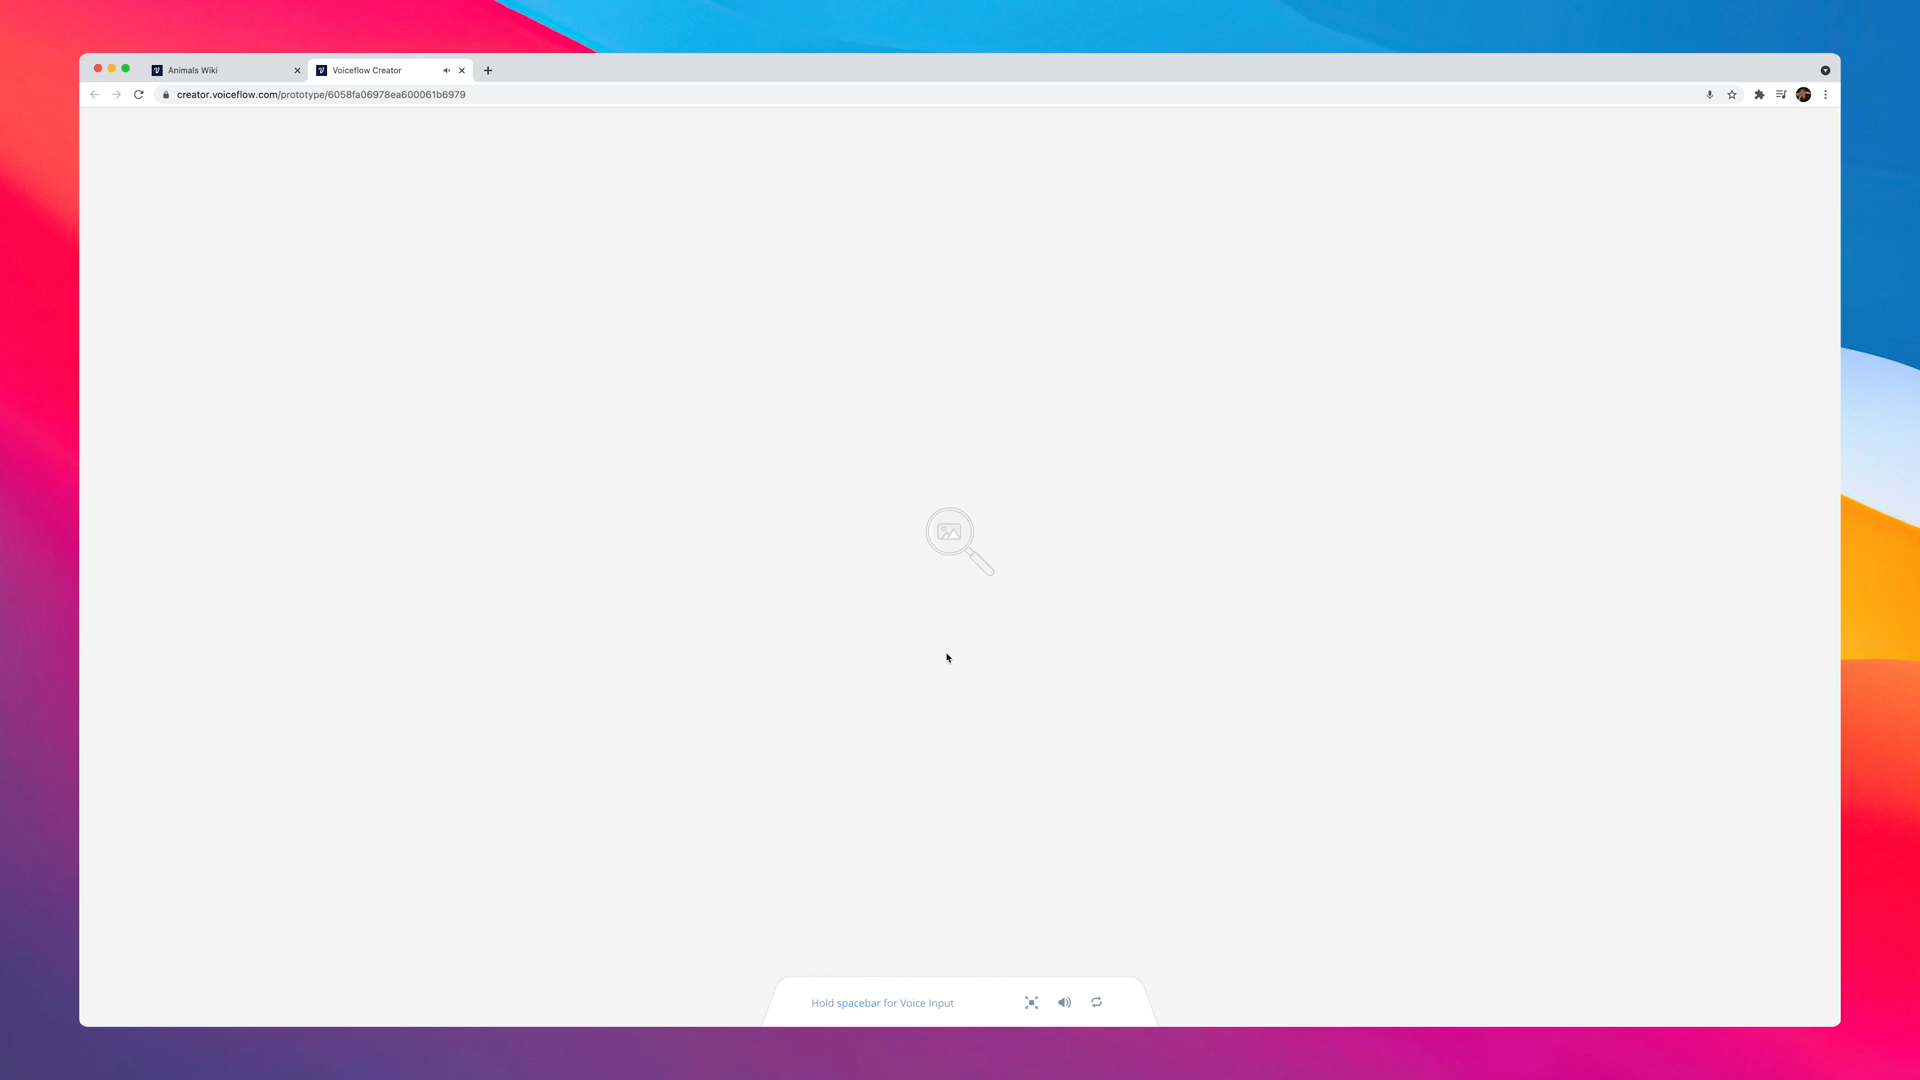 Animals Wiki
Voiceflow Creator
creator.voiceflow.com/prototype/6058fa06978ea600061b6979
Hold spacebar for Voice Input